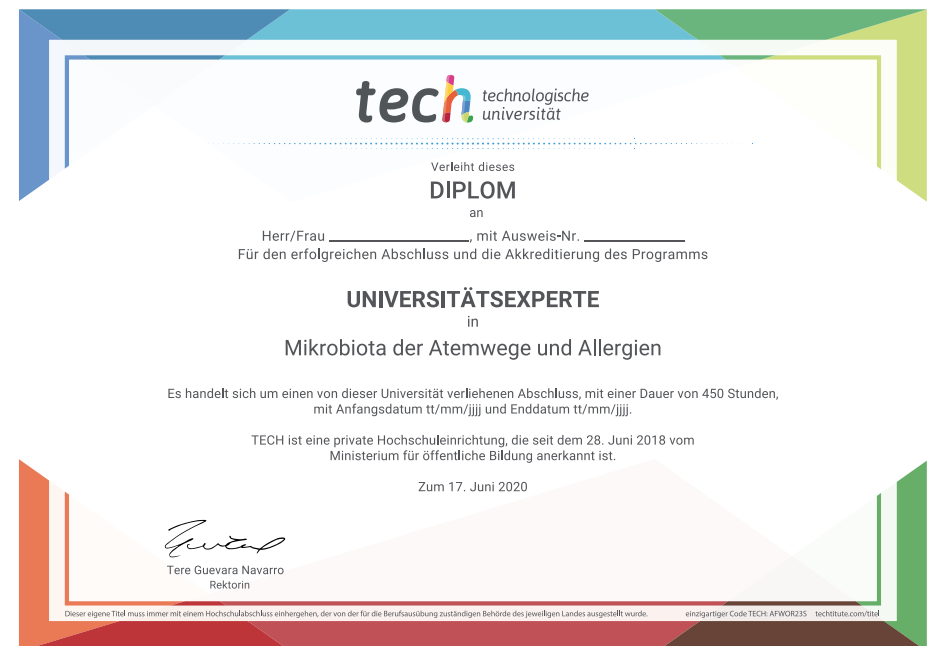 tech technologische
universität
Verleiht dieses
DIPLOM
an
Herr/Frau ____________________, mit Ausweis-Nr. ______________
Für den erfolgreichen Abschluss und die Akkreditierung des Programms
UNIVERSITÄTSEXPERTE
in
Mikrobiota der Atemwege und Allergien
Es handelt sich um einen von dieser Universität verliehenen Abschluss, mit einer Dauer von 450 Stunden,
mit Anfangsdatum tt/mm/jjjj und Enddatum tt/mm/jjjj.
TECH ist eine private Hochschuleinrichtung, die seit dem 28. Juni 2018 vom
Ministerium für öffentliche Bildung anerkannt ist.
Zum 17. Juni 2020
Tere Guevara Navarro
Rektorin
Dieser eigene Titel muss immer mit einem Hochschulabschluss einhergehen, der von der für die Berufsausübung zuständigen Behörde des jeweiligen Landes ausgestellt wurde. einzigartiger Code TECH: AFWOR23S techtitute.com/titel